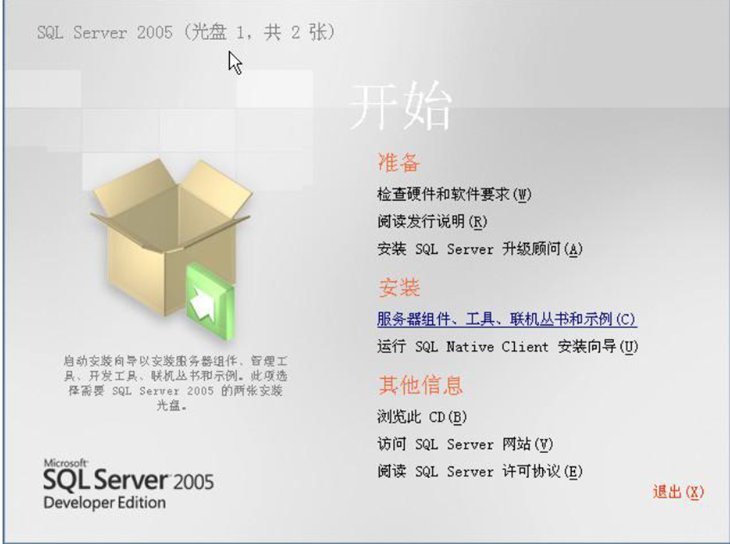 SQL Server 2005 (光盘 1, 共 2 张)
开始
准备
检查硬件和软件要求(W)
阅读发行说明(R)
安装 SQL Server 升级顾问(A)
安装
服务器组件、工具、联机丛书和示例(C)
运行 SQL Native Client 安装向导(U)
其他信息
浏览此 CD(B)
访问 SQL Server 网站(V)
阅读 SQL Server 许可协议(E)
退出(X)
启动安装向导以安装服务器组件、管理工
具、开发工具、联机丛书和示例。此项选
择需要 SQL Server 2005 的两张安装
光盘。
Microsoft
SQL Server 2005
Developer Edition